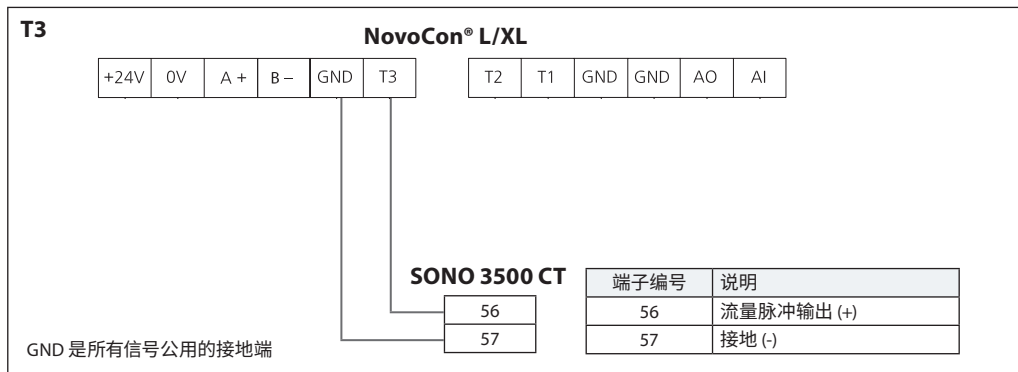 T3
NovoCon® L/XL
+24V 0V A + B – GND T3 T2 T1 GND GND AO AI
SONO 3500 CT
56
57
端子编号 说明
56 流量脉冲输出 (+)
57 接地 (-)
GND 是所有信号公用的接地端